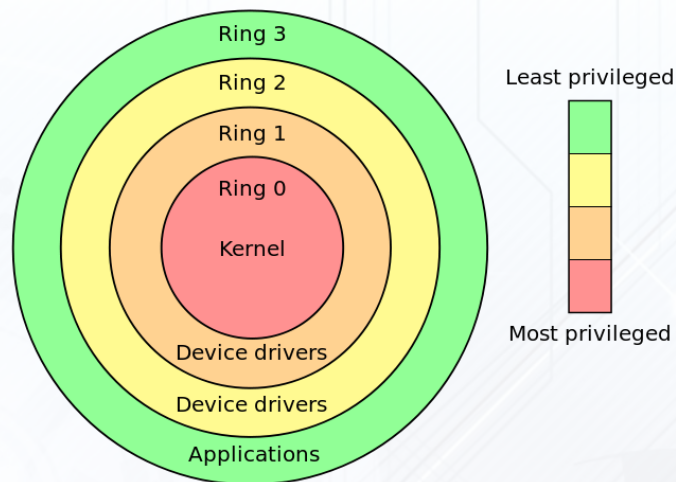 Ring 3
Ring 2
Ring 1
Ring 0
Kernel
Device drivers
Device drivers
Applications
Least privileged
Most privileged